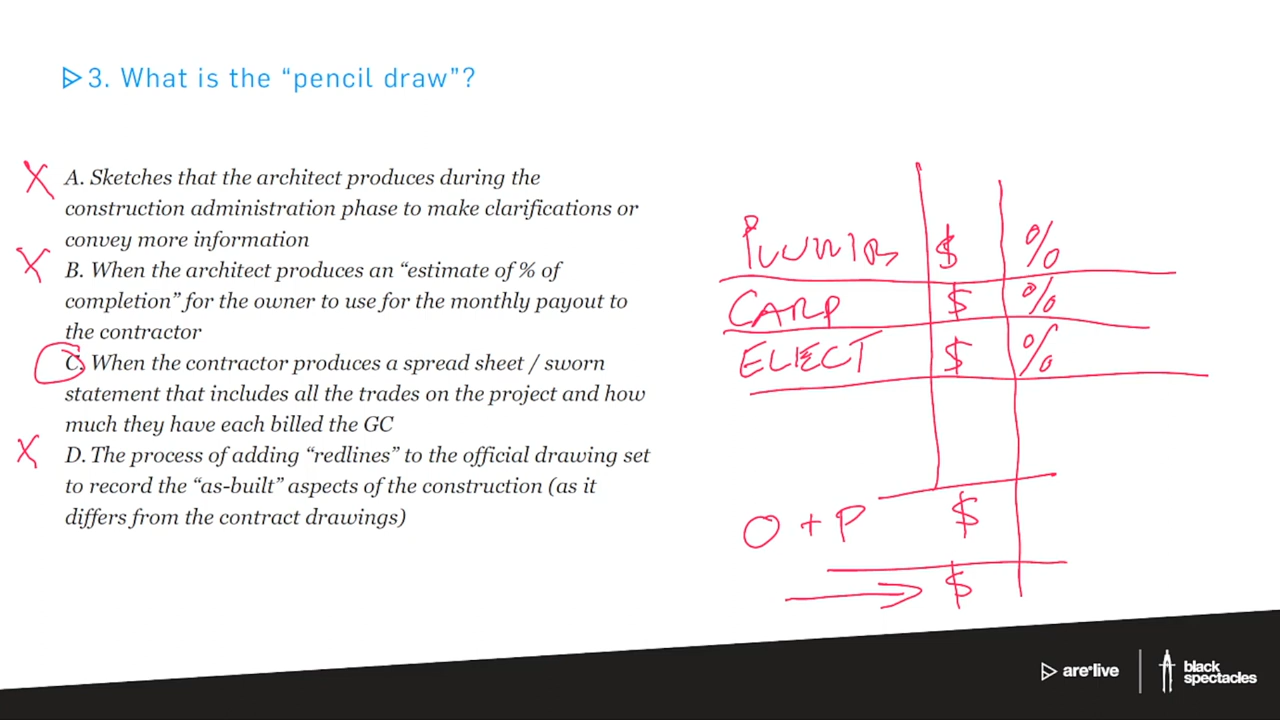 3. What is the “pencil draw”?
A. Sketches that the architect produces during the
construction administration phase to make clarifications or
convey more information
B. When the architect produces an “estimate of % of
completion” for the owner to use for the monthly payout to
the contractor
C. When the contractor produces a spread sheet / sworn
statement that includes all the trades on the project and how
much they have each billed the GC
D. The process of adding “redlines” to the official drawing set
to record the “as-built” aspects of the construction (as it
differs from the contract drawings)
$ %
CARP $ %
ELECT $ %
O + P $
$
are•live
black
spectacles